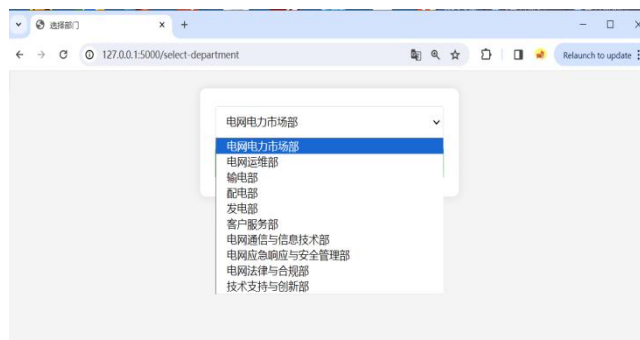 选择部门
127.0.0.1:5000/select-department
Relaunch to update
电网电力市场部
电网电力市场部
电网运维部
输电部
配电部
发电部
客户服务部
电网通信与信息技术部
电网应急响应与安全管理部
电网法律与合规部
技术支持与创新部